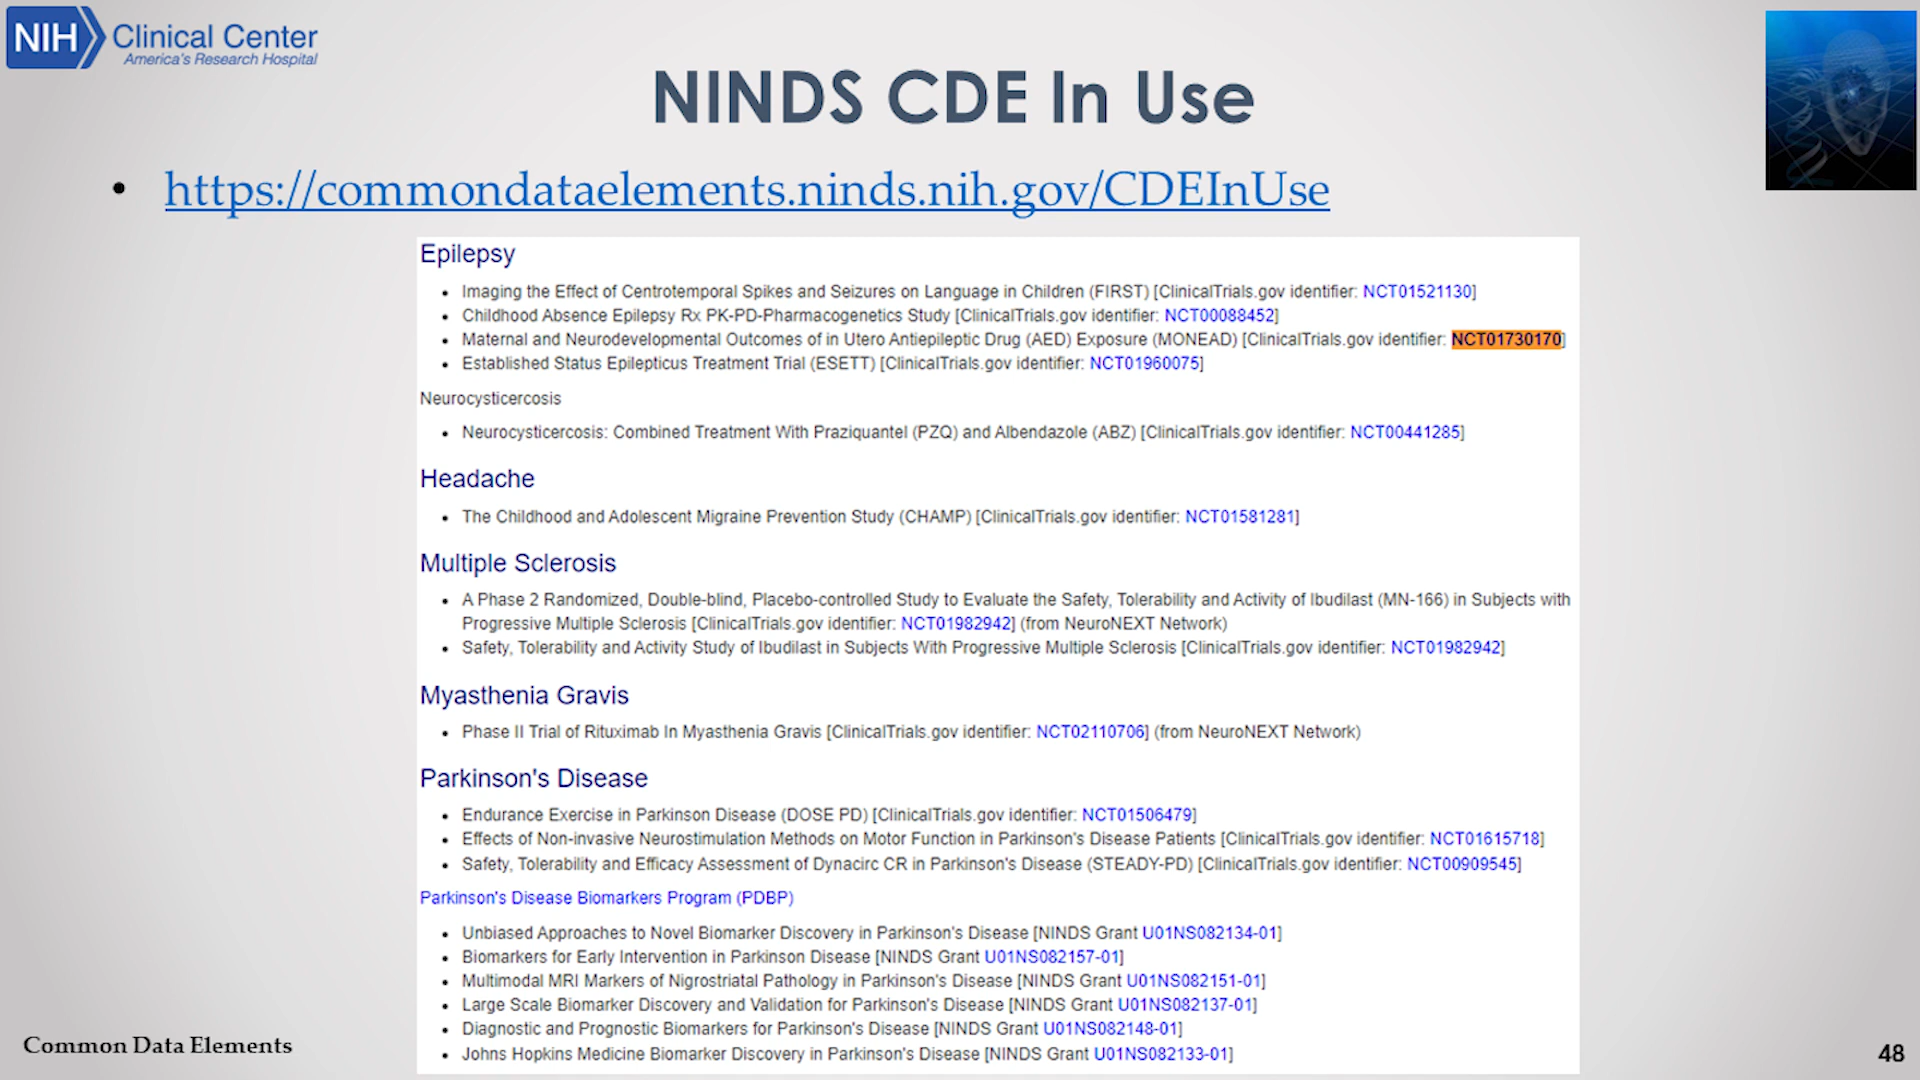 NIH Clinical Center
America's Research Hospital
NINDS CDE In Use
• https://commondataelements.ninds.nih.gov/CDEInUse
Epilepsy
• Imaging the Effect of Centrotemporal Spikes and Seizures on Language in Children (FIRST) [ClinicalTrials.gov identifier: NCT01521130]
• Childhood Absence Epilepsy Rx PK-PD-Pharmacogenetics Study [ClinicalTrials.gov identifier: NCT00088452]
• Maternal and Neurodevelopmental Outcomes of in Utero Antiepileptic Drug (AED) Exposure (MONEAD) [ClinicalTrials.gov identifier: NCT01730170]
• Established Status Epilepticus Treatment Trial (ESETT) [ClinicalTrials.gov identifier: NCT01960075]
Neurocysticercosis
• Neurocysticercosis: Combined Treatment With Praziquantel (PZQ) and Albendazole (ABZ) [ClinicalTrials.gov identifier: NCT00441285]
Headache
• The Childhood and Adolescent Migraine Prevention Study (CHAMP) [ClinicalTrials.gov identifier: NCT01581281]
Multiple Sclerosis
• A Phase 2 Randomized, Double-blind, Placebo-controlled Study to Evaluate the Safety, Tolerability and Activity of Ibudilast (MN-166) in Subjects with
Progressive Multiple Sclerosis [ClinicalTrials.gov identifier: NCT01982942] (from NeuroNEXT Network)
• Safety, Tolerability and Activity Study of Ibudilast in Subjects With Progressive Multiple Sclerosis [ClinicalTrials.gov identifier: NCT01982942]
Myasthenia Gravis
• Phase II Trial of Rituximab In Myasthenia Gravis [ClinicalTrials.gov identifier: NCT02110706] (from NeuroNEXT Network)
Parkinson's Disease
• Endurance Exercise in Parkinson Disease (DOSE PD) [ClinicalTrials.gov identifier: NCT01506479]
• Effects of Non-invasive Neurostimulation Methods on Motor Function in Parkinson's Disease Patients [ClinicalTrials.gov identifier: NCT01615718]
• Safety, Tolerability and Efficacy Assessment of Dynacirc CR in Parkinson's Disease (STEADY-PD) [ClinicalTrials.gov identifier: NCT00909545]
Parkinson's Disease Biomarkers Program (PDBP)
• Unbiased Approaches to Novel Biomarker Discovery in Parkinson's Disease [NINDS Grant U01NS082134-01]
• Biomarkers for Early Intervention in Parkinson Disease [NINDS Grant U01NS082157-01]
• Multimodal MRI Markers of Nigrostriatal Pathology in Parkinson's Disease [NINDS Grant U01NS082151-01]
• Large Scale Biomarker Discovery and Validation for Parkinson's Disease [NINDS Grant U01NS082137-01]
• Diagnostic and Prognostic Biomarkers for Parkinson's Disease [NINDS Grant U01NS082148-01]
• Johns Hopkins Medicine Biomarker Discovery in Parkinson's Disease [NINDS Grant U01NS082133-01]
Common Data Elements
48